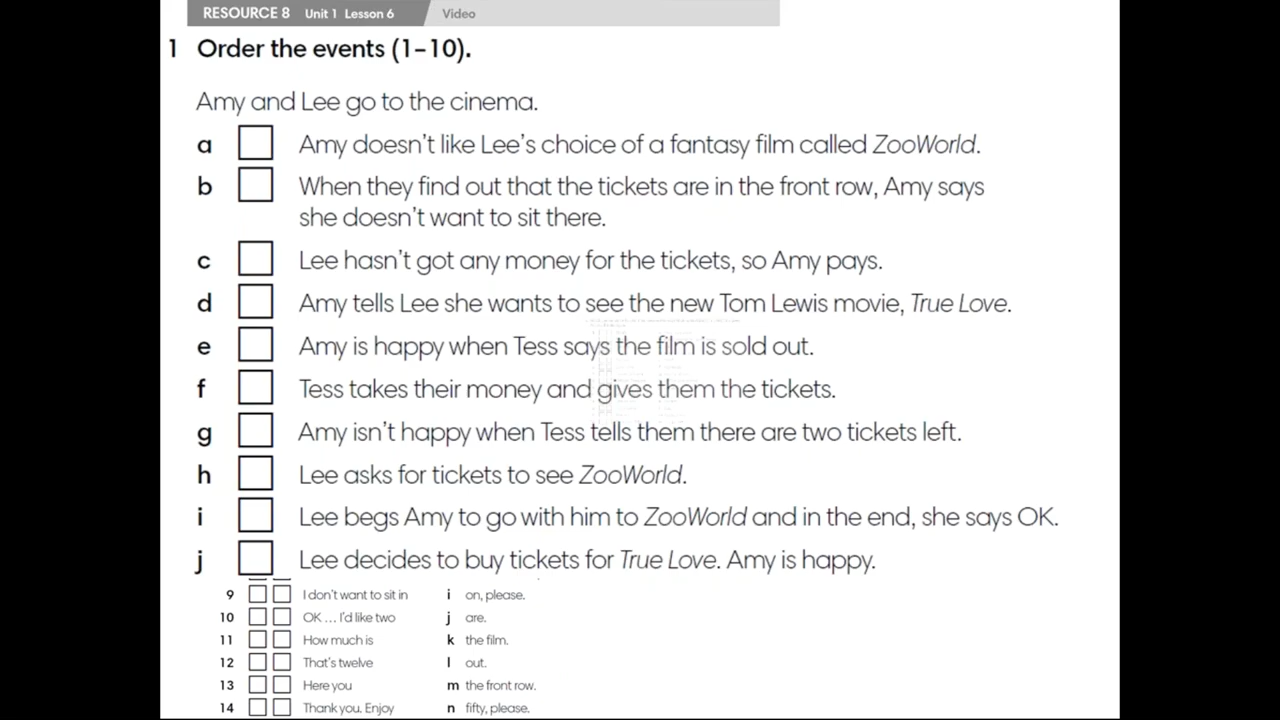 RESOURCE 8 Unit 1 Lesson 6 Video
1 Order the events (1–10).
Amy and Lee go to the cinema.
a Amy doesn't like Lee's choice of a fantasy film called ZooWorld.
b When they find out that the tickets are in the front row, Amy says
she doesn't want to sit there.
c Lee hasn't got any money for the tickets, so Amy pays.
d Amy tells Lee she wants to see the new Tom Lewis movie, True Love.
e Amy is happy when Tess says the film is sold out.
f Tess takes their money and gives them the tickets.
g Amy isn't happy when Tess tells them there are two tickets left.
h Lee asks for tickets to see ZooWorld.
i Lee begs Amy to go with him to ZooWorld and in the end, she says OK.
j Lee decides to buy tickets for True Love. Amy is happy.
9 I don't want to sit in i on, please.
10 OK ... I'd like two j are.
11 How much is k the film.
12 That's twelve l out.
13 Here you m the front row.
14 Thank you. Enjoy n fifty, please.